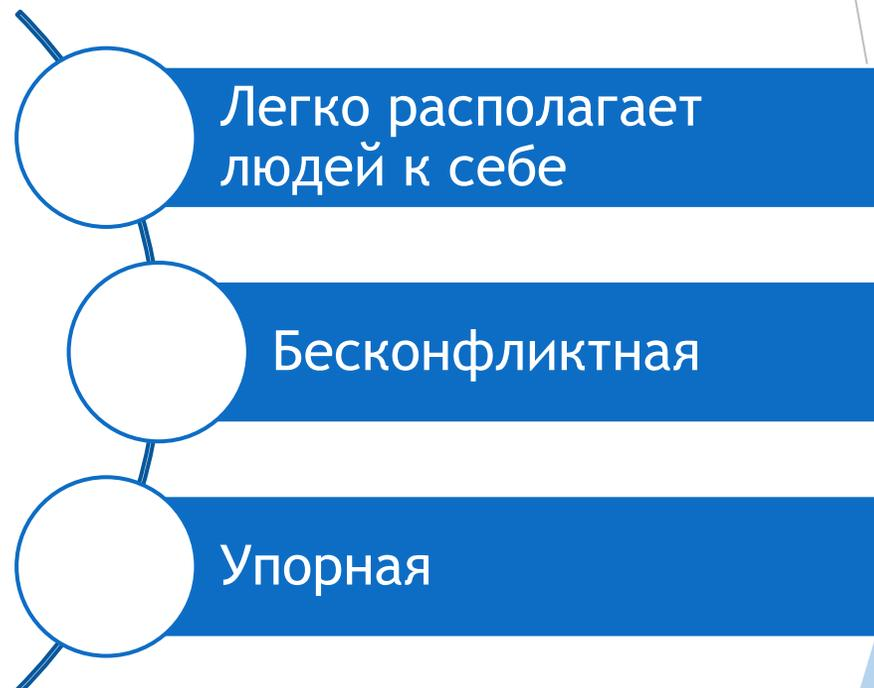 Легко располагает
людей к себе
Бесконфликтная
Упорная